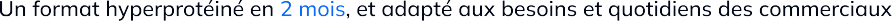 Un format hyperprotéiné en 2 mois, et adapté aux besoins et quotidiens des commerciaux